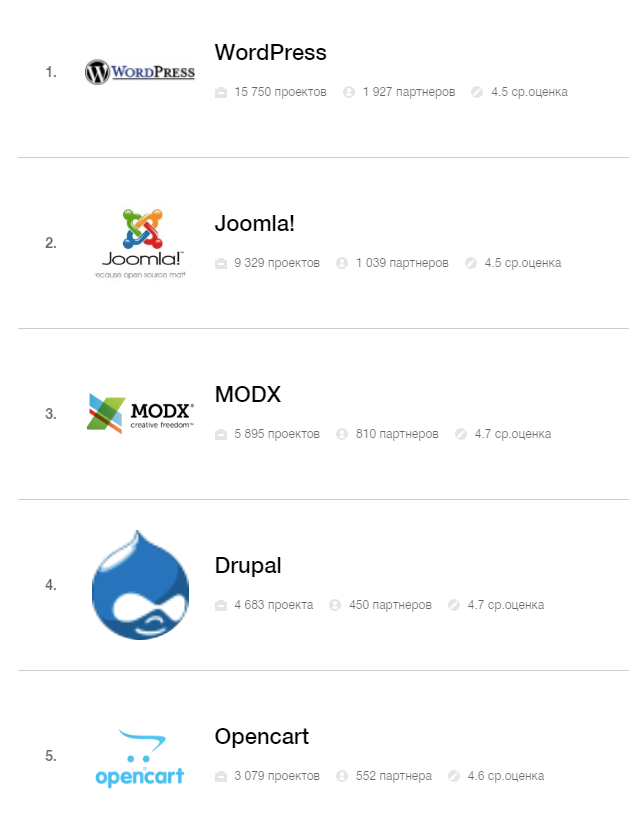 1.
WORDPRESS
WordPress
15 750 проектов 1 927 партнеров 4.5 ср.оценка
2.
Joomla!
because open source matt
Joomla!
9 329 проектов 1 039 партнеров 4.5 ср.оценка
3.
MODX
creative freedom™
MODX
5 895 проектов 810 партнеров 4.7 ср.оценка
4.
Drupal
4 683 проекта 450 партнеров 4.7 ср.оценка
5.
opencart
Opencart
3 079 проектов 552 партнера 4.6 ср.оценка